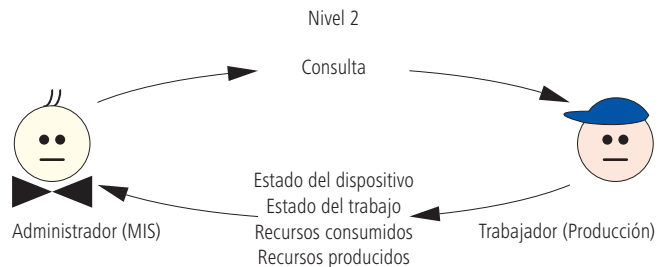 Nivel 2
Consulta
Estado del dispositivo
Estado del trabajo
Administrador (MIS)
Recursos consumidos
Trabajador (Producción)
Recursos producidos